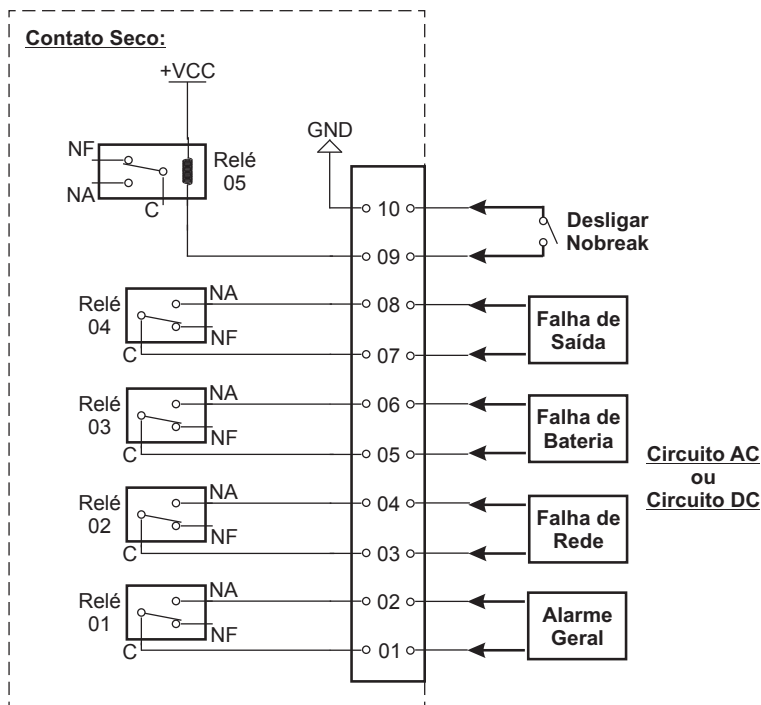 Contato Seco:
+VCC
NF
NA
C
Relé
05
GND
10
09
Desligar
Nobreak
Relé
04
NA
NF
C
08
07
Falha de
Saída
Relé
03
NA
NF
C
06
05
Falha de
Bateria
Circuito AC
ou
Circuito DC
Relé
02
NA
NF
C
04
03
Falha de
Rede
Relé
01
NA
NF
C
02
01
Alarme
Geral